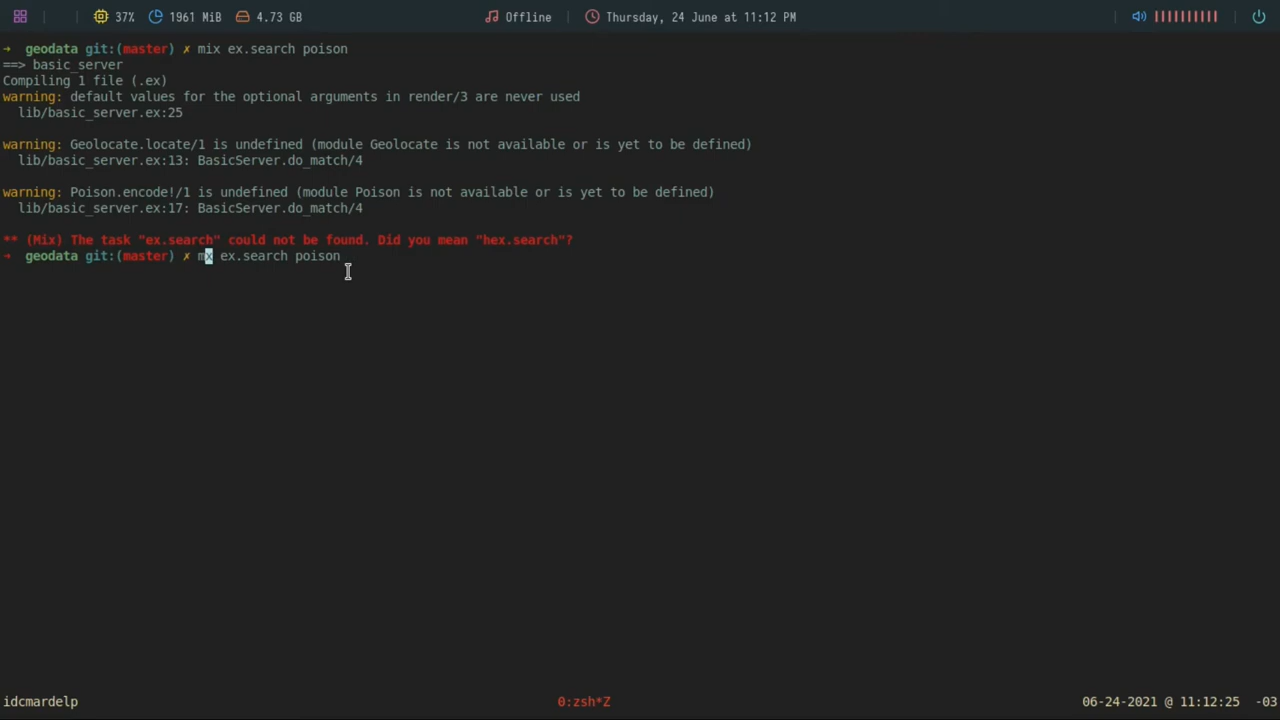 37% 1961 MiB 4.73 GB Offline Thursday, 24 June at 11:12 PM
→ geodata git:(master) ✗ mix ex.search poison
==> basic_server
Compiling 1 file (.ex)
warning: default values for the optional arguments in render/3 are never used
  lib/basic_server.ex:25
warning: Geolocate.locate/1 is undefined (module Geolocate is not available or is yet to be defined)
  lib/basic_server.ex:13: BasicServer.do_match/4
warning: Poison.encode!/1 is undefined (module Poison is not available or is yet to be defined)
  lib/basic_server.ex:17: BasicServer.do_match/4
** (Mix) The task "ex.search" could not be found. Did you mean "hex.search"?
→ geodata git:(master) ✗ mx ex.search poison
idcmardelp 0:zsh*Z 06-24-2021 @ 11:12:25 -03